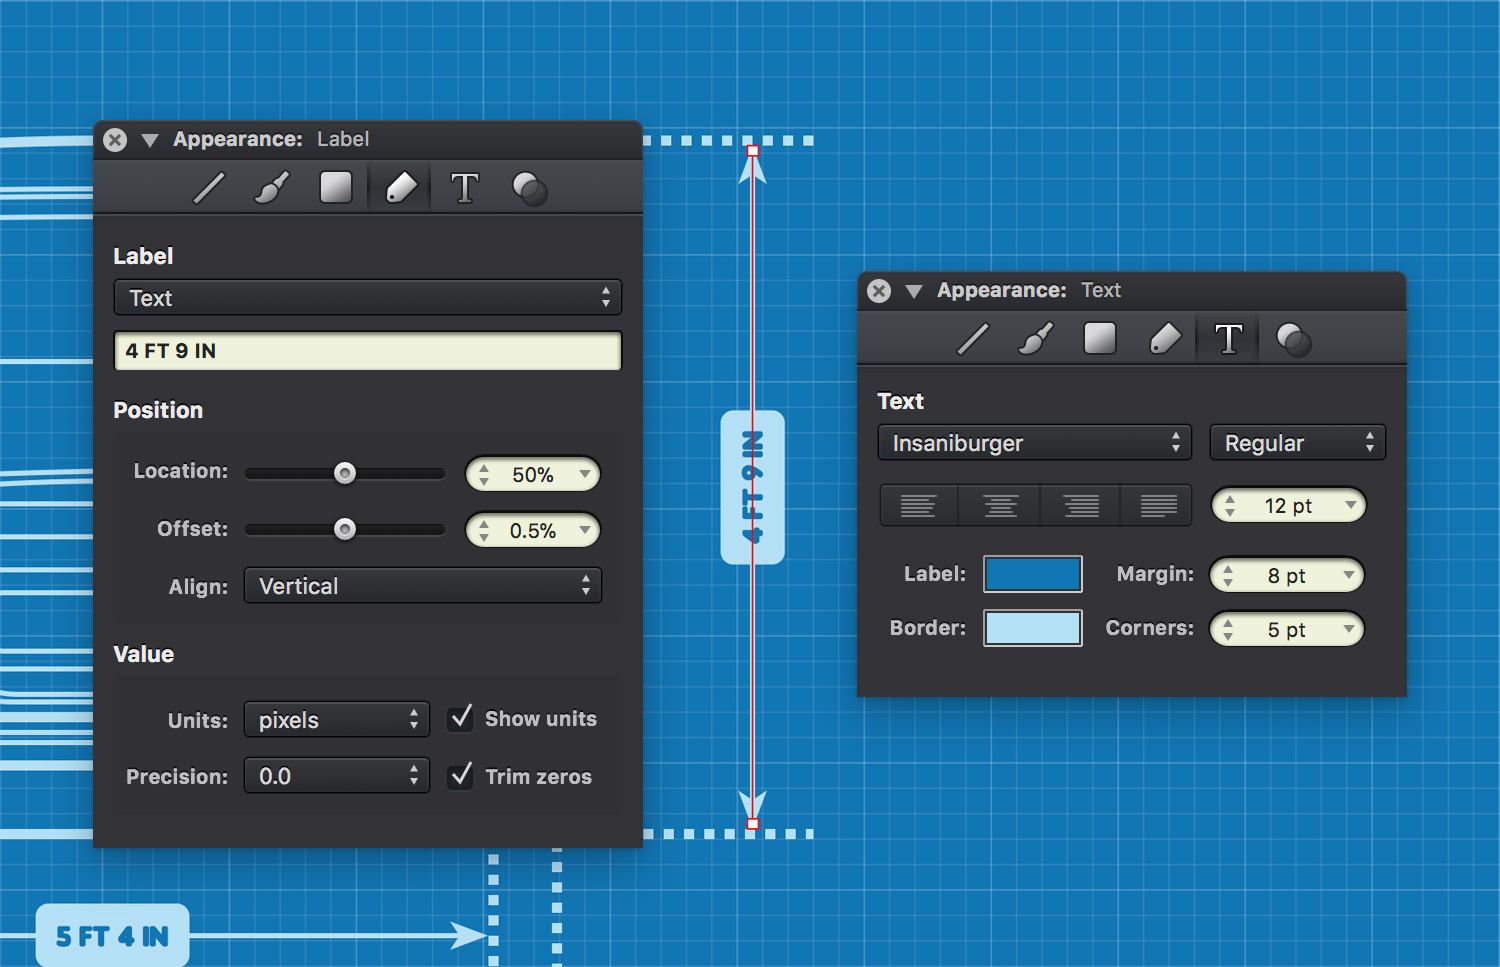 Appearance: Label
Label
Text
4 FT 9 IN
Position
Location: 50%
Offset: 0.5%
Align: Vertical
Value
Units: pixels Show units
Precision: 0.0 Trim zeros
4 FT 9 IN
Appearance: Text
T
Text
Insaniburger Regular
12 pt
Label: Margin: 8 pt
Border: Corners: 5 pt
5 FT 4 IN